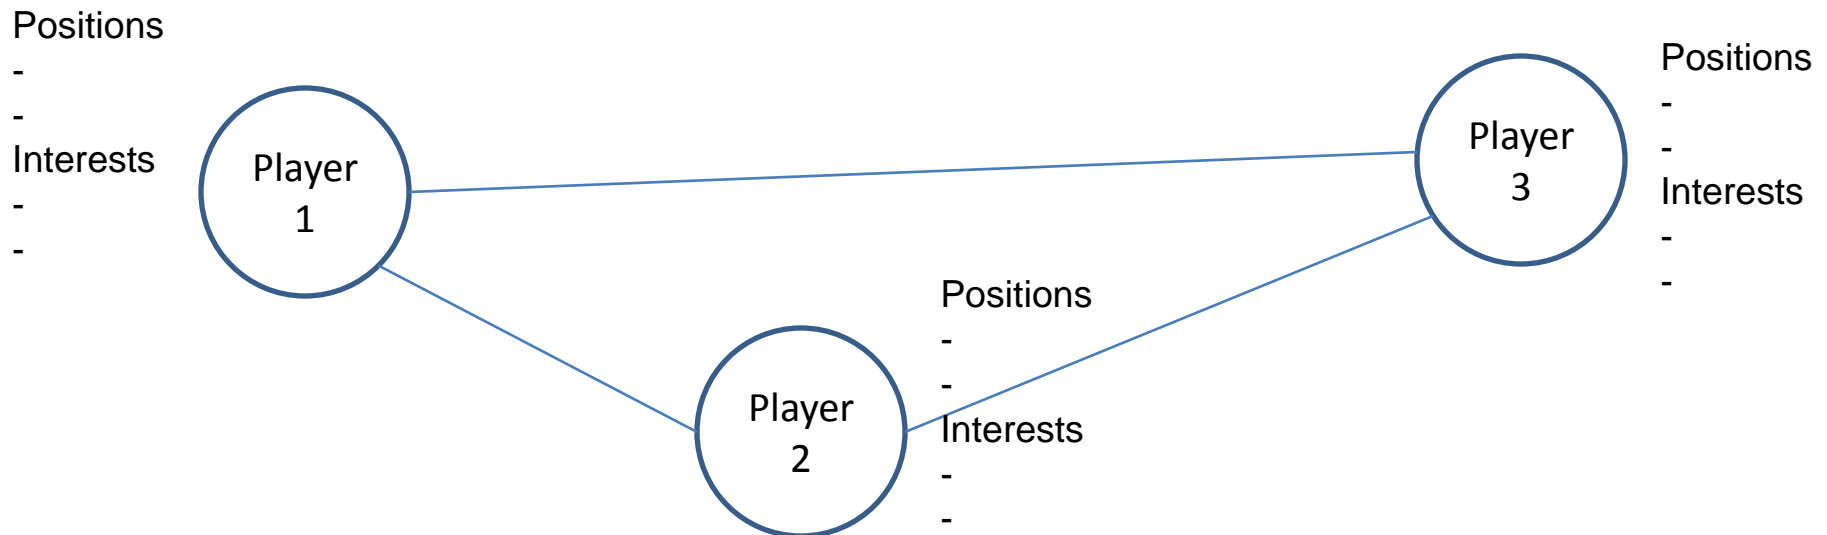 Positions
-
-
Interests
-
-
Player
1
Positions
-
-
Interests
-
-
Player
2
Player
3
Positions
-
-
Interests
-
-